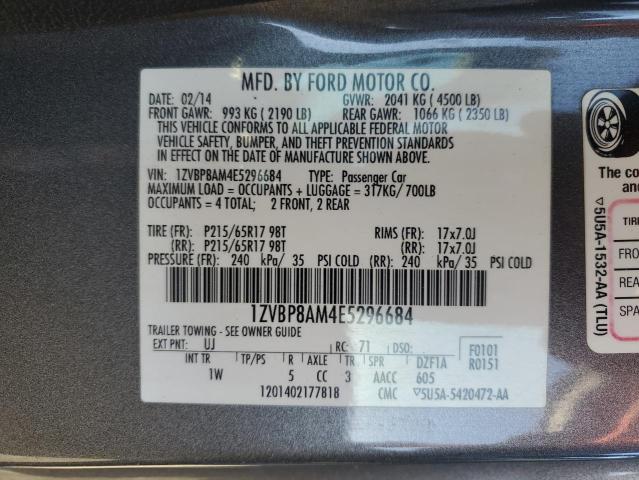 MFD. BY FORD MOTOR CO.
DATE: 02/14 GVWR: 2041 KG ( 4500 LB)
FRONT GAWR: 993 KG ( 2190 LB) REAR GAWR: 1066 KG ( 2350 LB)
THIS VEHICLE CONFORMS TO ALL APPLICABLE FEDERAL MOTOR
VEHICLE SAFETY, BUMPER, AND THEFT PREVENTION STANDARDS
IN EFFECT ON THE DATE OF MANUFACTURE SHOWN ABOVE.
VIN: 1ZVBP8AM4E5296684 TYPE: Passenger Car
MAXIMUM LOAD = OCCUPANTS + LUGGAGE = 317KG/ 700LB
OCCUPANTS = 4 TOTAL; 2 FRONT, 2 REAR
TIRE (FR): P215/65R17 98T RIMS (FR): 17x7.0J
(RR): P215/65R17 98T (RR): 17x7.0J
PRESSURE (FR): 240 kPa/ 35 PSI COLD (RR): 240 kPa/ 35 PSI COLD
1ZVBP8AM4E5296684
TRAILER TOWING - SEE OWNER GUIDE
EXT PNT: UJ RC: 71 DSO: F0101
INT TR TP/PS R AXLE TR SPR DZF1A R0151
1W 5 CC 3 AACC 605
1201402177818 CMC ▽5U5A-5420472-AA
The co
an
▽5U5A-1532-AA (TLU)
TIRE
FRO
REA
SPA